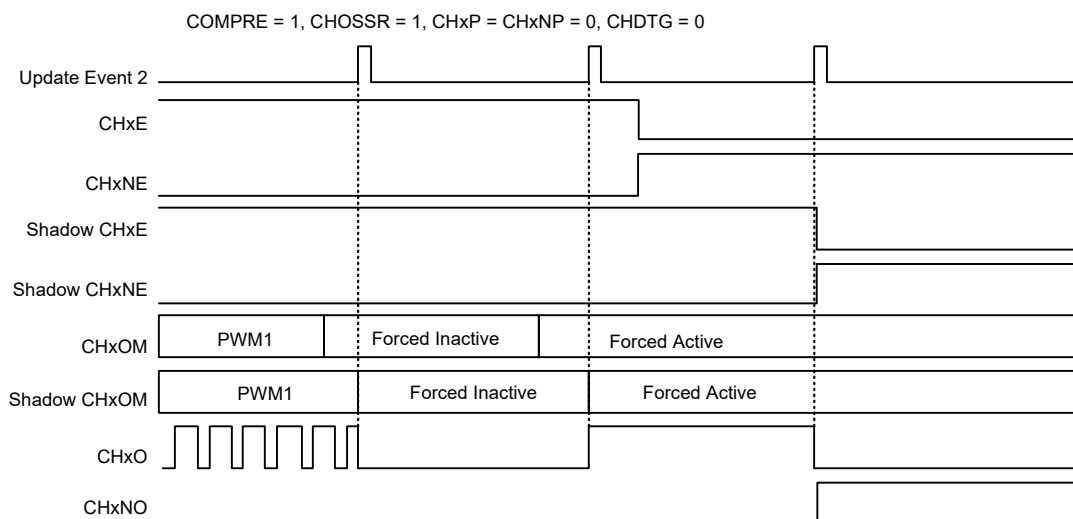 COMPRE = 1, CHOSSR = 1, CHxP = CHxNP = 0, CHDTG = 0
Update Event 2
CHxE
CHxNE
Shadow CHxE
Shadow CHxNE
CHxOM PWM1 Forced Inactive Forced Active
Shadow CHxOM PWM1 Forced Inactive Forced Active
CHxO
CHxNO